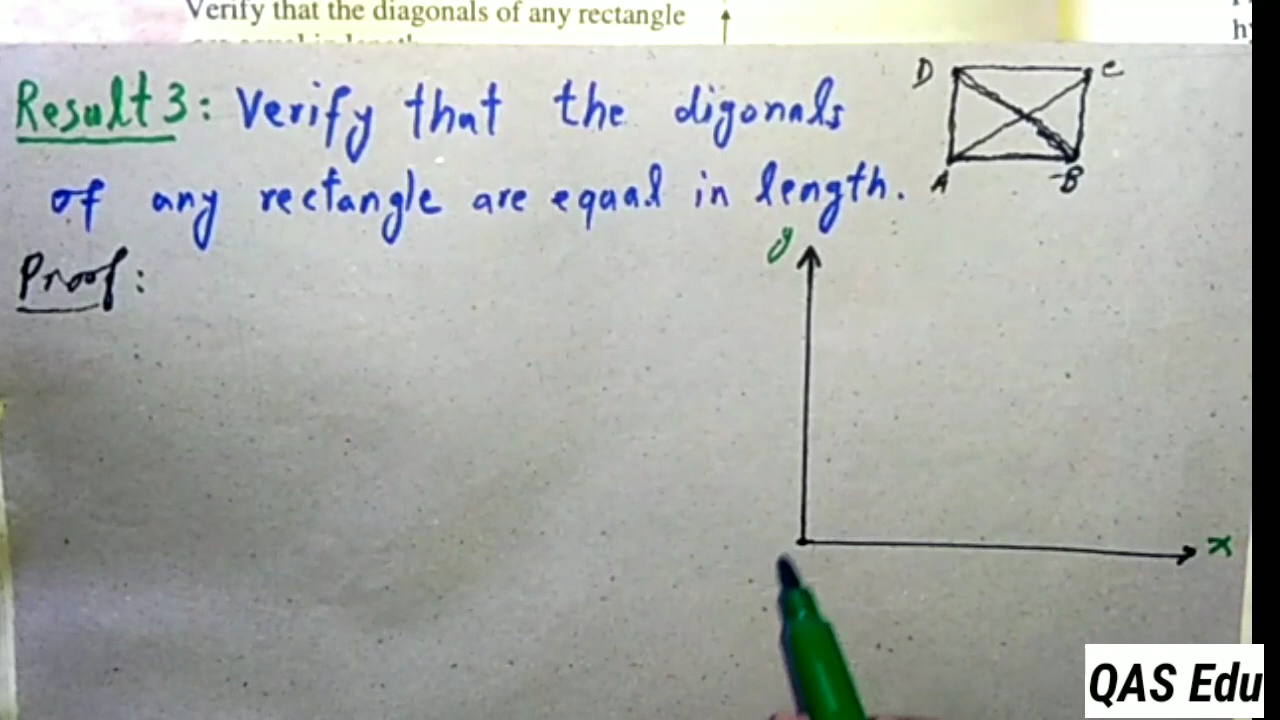 Verify that the diagonals of any rectangle
Result 3: Verify that the digonals
of any rectangle are equal in length.
Proof:
D C
A B
y
x
QAS Edu